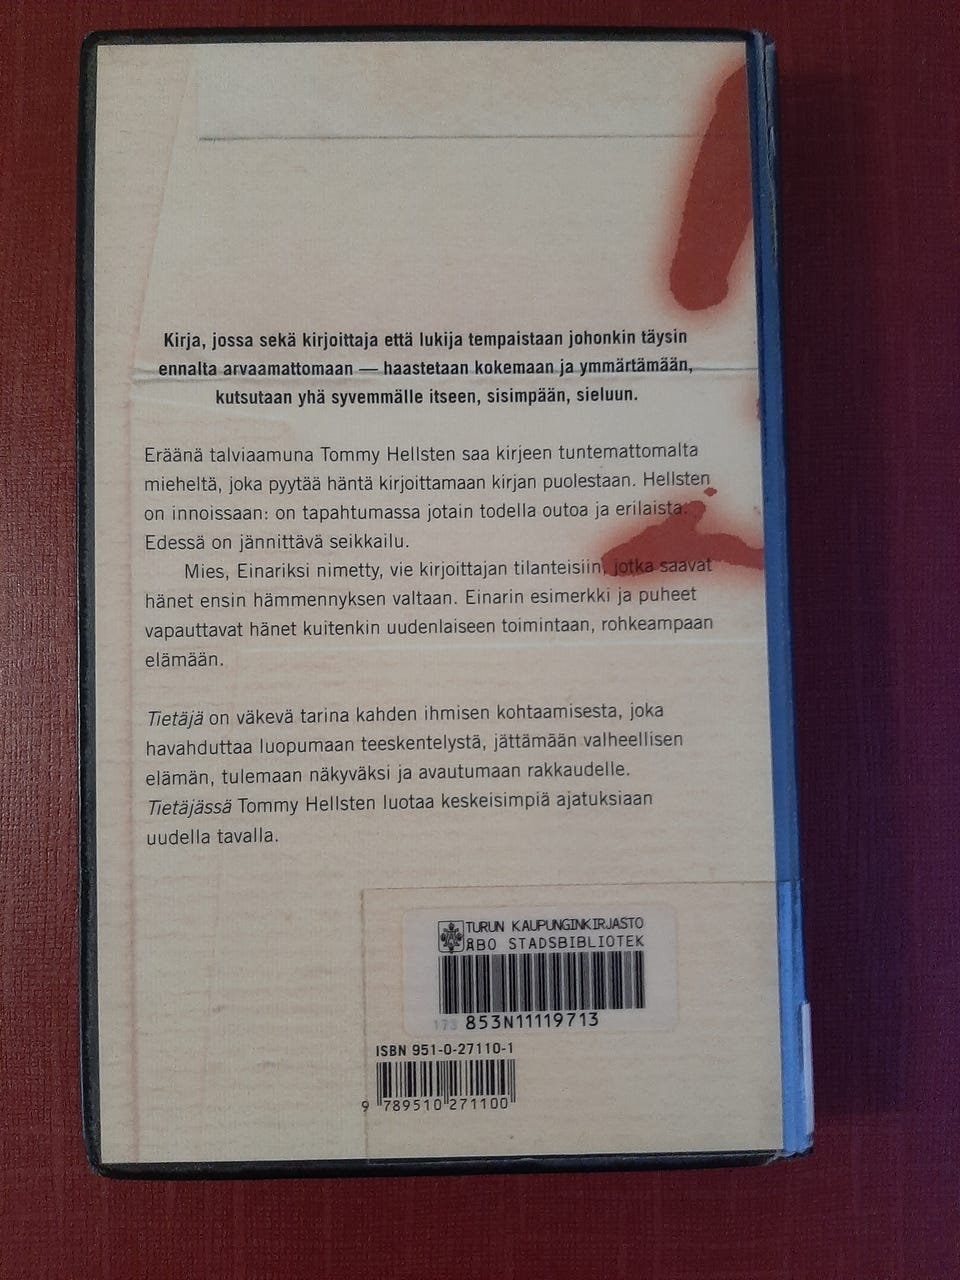 Kirja, jossa sekä kirjoittaja että lukija tempaistaan johonkin täysin
ennalta arvaamattomaan — haastetaan kokemaan ja ymmärtämään,
kutsutaan yhä syvemmälle itseen, sisimpään, sieluun.
Eräänä talviaamuna Tommy Hellsten saa kirjeen tuntemattomalta
mieheltä, joka pyytää häntä kirjoittamaan kirjan puolestaan. Hellsten
on innoissaan: on tapahtumassa jotain todella outoa ja erilaista.
Edessä on jännittävä seikkailu.
Mies, Einariksi nimetty, vie kirjoittajan tilanteisiin, jotka saavat
hänet ensin hämmennyksen valtaan. Einarin esimerkki ja puheet
vapauttavat hänet kuitenkin uudenlaiseen toimintaan, rohkeampaan
elämään.
Tietäjä on väkevä tarina kahden ihmisen kohtaamisesta, joka
havahduttaa luopumaan teeskentelystä, jättämään valheellisen
elämän, tulemaan näkyväksi ja avautumaan rakkaudelle.
Tietäjässä Tommy Hellsten luotaa keskeisimpiä ajatuksiaan
uudella tavalla.
TURUN KAUPUNGINKIRJASTO
ÅBO STADSBIBLIOTEK
173 853N11119713
ISBN 951-0-27110-1
9 789510 271100